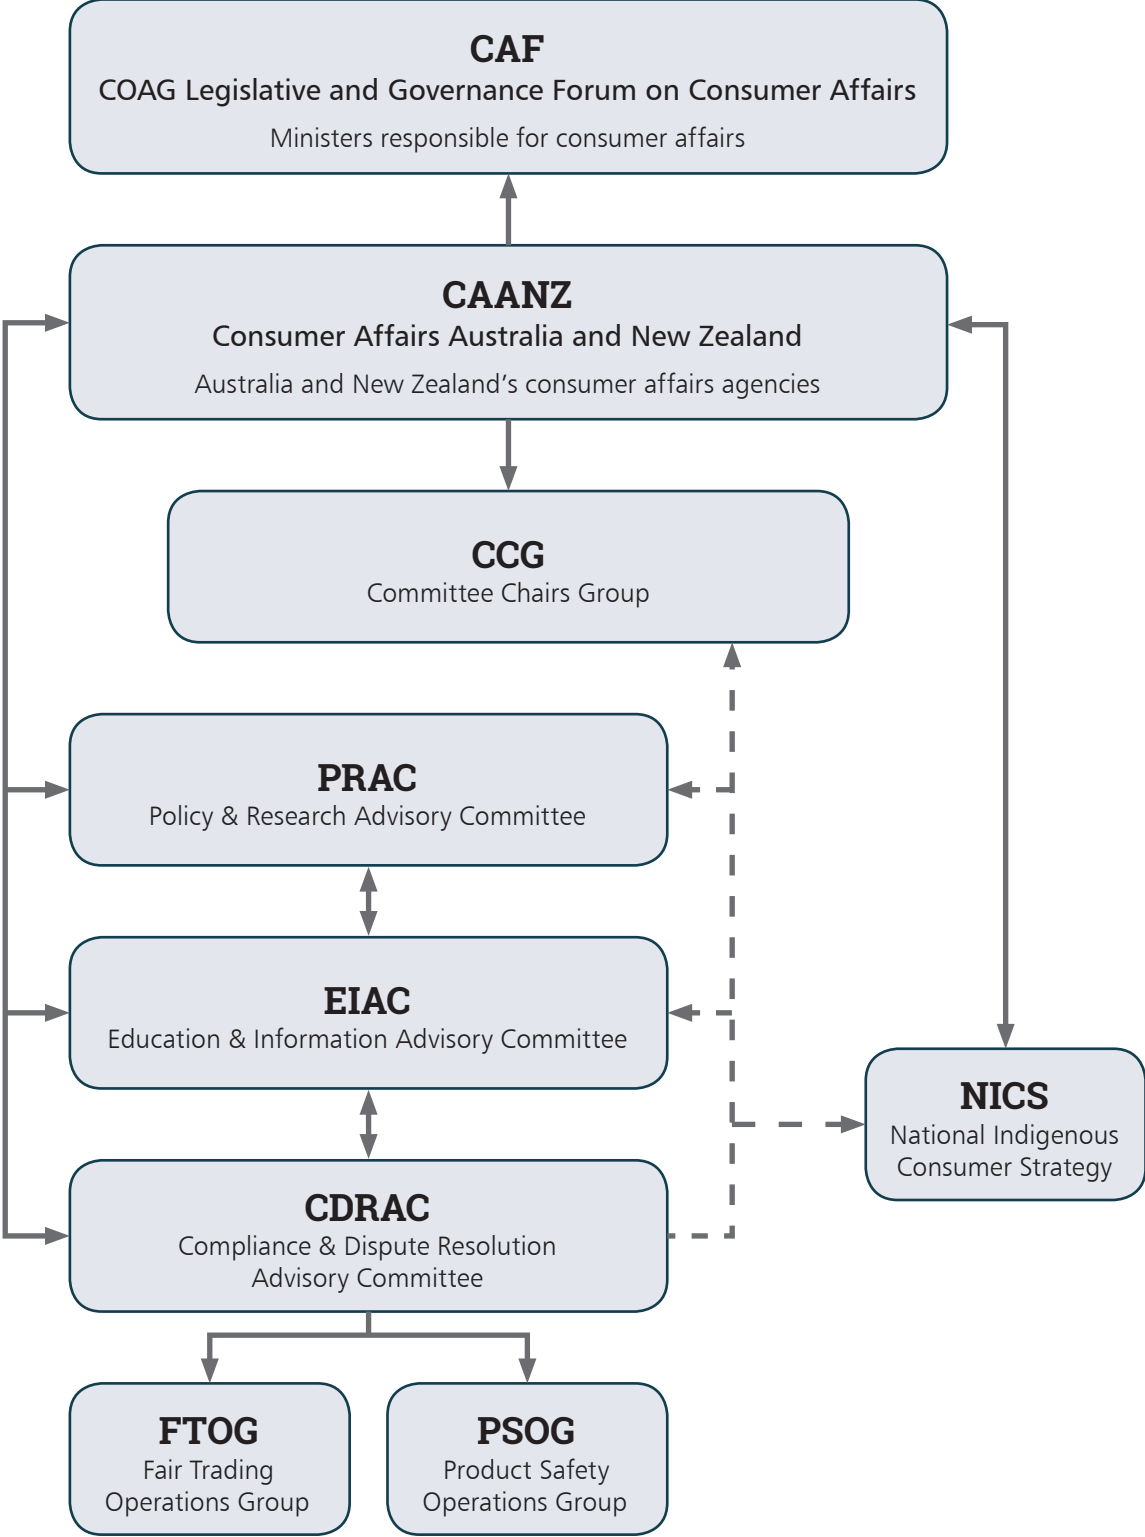 CAF
COAG Legislative and Governance Forum on Consumer Affairs
Ministers responsible for consumer affairs
CAANZ
Consumer Affairs Australia and New Zealand
Australia and New Zealand’s consumer affairs agencies
CCG
Committee Chairs Group
PRAC
Policy & Research Advisory Committee
EIAC
Education & Information Advisory Committee
NICS
National Indigenous
Consumer Strategy
CDRAC
Compliance & Dispute Resolution
Advisory Committee
FTOG
Fair Trading
Operations Group
PSOG
Product Safety
Operations Group